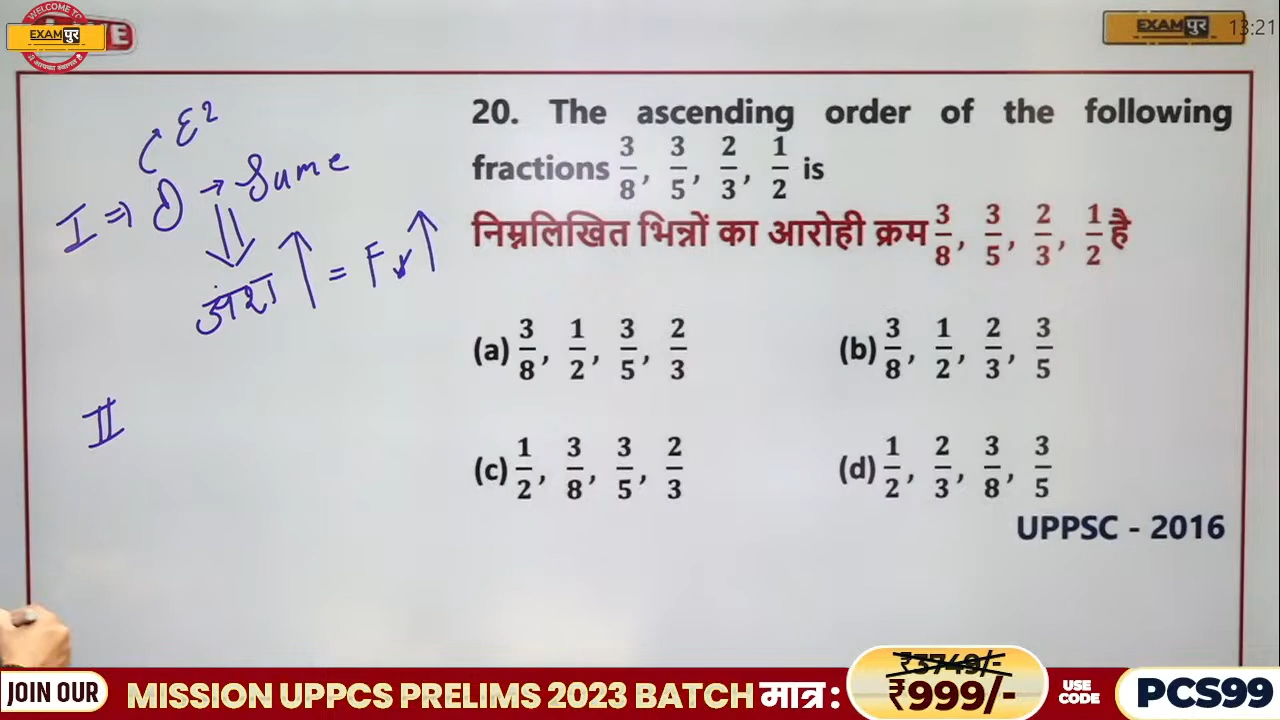 WELCOME TO
EXAMपुर
EXAMपुर
13:21
20. The ascending order of the following
fractions 3/8, 3/5, 2/3, 1/2 is
निम्नलिखित भिन्नों का आरोही क्रम 3/8, 3/5, 2/3, 1/2 है
(a) 3/8, 1/2, 3/5, 2/3
(b) 3/8, 1/2, 2/3, 3/5
(c) 1/2, 3/8, 3/5, 2/3
(d) 1/2, 2/3, 3/8, 3/5
UPPSC - 2016
I ⇒ D → Same
अंश ↑ = F ↑
II
JOIN OUR
MISSION UPPCS PRELIMS 2023 BATCH मात्र :
₹3749/-
₹999/-
USE
CODE
PCS99